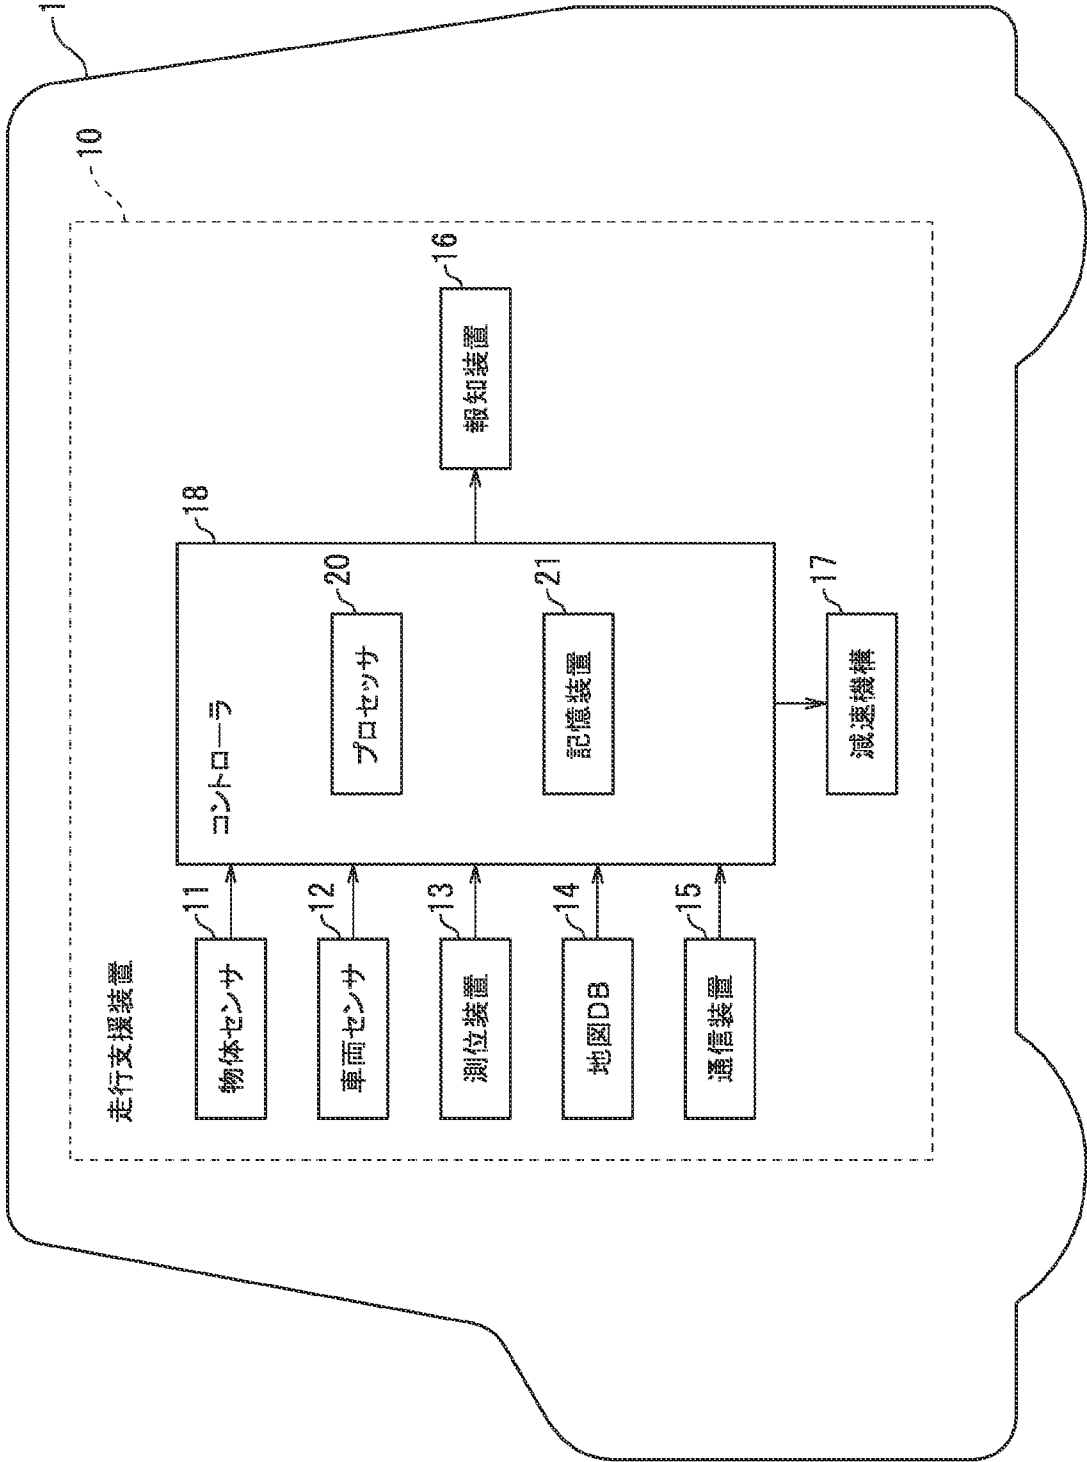 1
10
走行支援装置
物体センサ
11
車両センサ
12
測位装置
13
地図DB
14
通信装置
15
コントローラ
18
プロセッサ
20
記憶装置
21
報知装置
16
減速機構
17